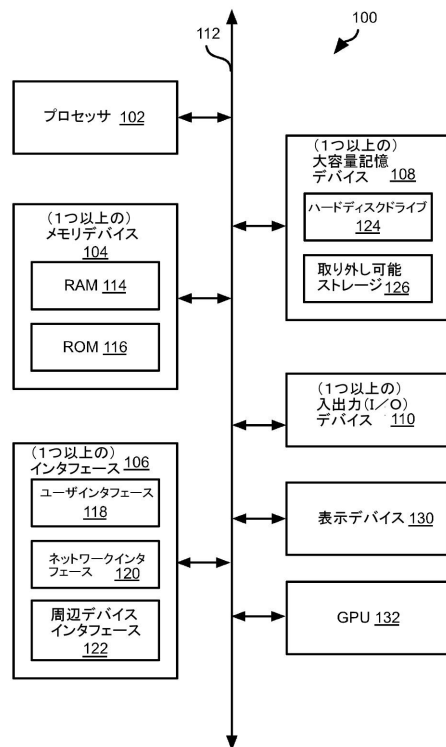 100
112
プロセッサ 102
(1つ以上の)
メモリデバイス
104
RAM 114
ROM 116
(1つ以上の)
インタフェース 106
ユーザインタフェース
118
ネットワークインタ
フェース 120
周辺デバイス
インタフェース
122
(1つ以上の)
大容量記憶
デバイス 108
ハードディスクドライブ
124
取り外し可能
ストレージ 126
(1つ以上の)
入出力(I/O)
デバイス 110
表示デバイス 130
GPU 132